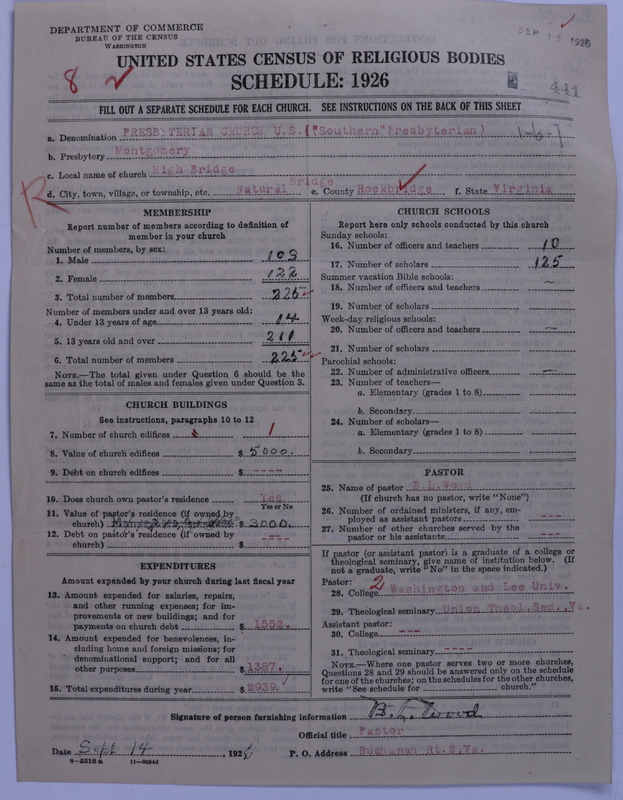 DEPARTMENT OF COMMERCE
BUREAU OF THE CENSUS
WASHINGTON
SEP 15 1926
8 2
UNITED STATES CENSUS OF RELIGIOUS BODIES
SCHEDULE: 1926
441
FILL OUT A SEPARATE SCHEDULE FOR EACH CHURCH. SEE INSTRUCTIONS ON THE BACK OF THIS SHEET
a. Denomination PRESBYTERIAN CHURCH U.S.("Southern"Presbyterian) 1-6-7
b. Presbytery Montgomery
c. Local name of church High Bridge
R
d. City, town, village, or township, etc. Natural Bridge e. County Rockbridge f. State Virginia
MEMBERSHIP
Report number of members according to definition of
member in your church
Number of members, by sex:
1. Male 103
2. Female 122
3. Total number of members 225
Number of members under and over 13 years old:
4. Under 13 years of age 14
5. 13 years old and over 211
6. Total number of members 225
NOTE.—The total given under Question 6 should be the
same as the total of males and females given under Question 3.
CHURCH BUILDINGS
See instructions, paragraphs 10 to 12
7. Number of church edifices 1
8. Value of church edifices $ 5000.
9. Debt on church edifices $ ----
10. Does church own pastor's residence Yes
Yes or No
11. Value of pastor's residence (if owned by
church) $ 3000.
12. Debt on pastor's residence (if owned by
church) $ ---
EXPENDITURES
Amount expended by your church during last fiscal year
13. Amount expended for salaries, repairs,
and other running expenses; for im-
provements or new buildings; and for
payments on church debt $ 1552.
14. Amount expended for benevolences, in-
cluding home and foreign missions; for
denominational support; and for all
other purposes $ 1387.
15. Total expenditures during year $ 2939.
CHURCH SCHOOLS
Report here only schools conducted by this church
Sunday schools:
16. Number of officers and teachers 10
17. Number of scholars 125
Summer vacation Bible schools:
18. Number of officers and teachers —
19. Number of scholars
Week-day religious schools:
20. Number of officers and teachers —
21. Number of scholars
Parochial schools:
22. Number of administrative officers —
23. Number of teachers—
a. Elementary (grades 1 to 8)
b. Secondary
24. Number of scholars—
a. Elementary (grades 1 to 8)
b. Secondary
PASTOR
25. Name of pastor B.L.Wood
(If church has no pastor, write "None")
26. Number of ordained ministers, if any, em-
ployed as assistant pastors ---
27. Number of other churches served by the
pastor or his assistants ---
If pastor (or assistant pastor) is a graduate of a college or
theological seminary, give name of institution below. (If
not a graduate, write "No" in the space indicated.)
Pastor:
28. College 2 Washington and Lee Univ.
29. Theological seminary Union Theol.Sem., Va.
Assistant pastor:
30. College ---
31. Theological seminary ----
NOTE.—Where one pastor serves two or more churches,
Questions 28 and 29 should be answered only on the schedule
for one of the churches; on the schedules for the other churches,
write "See schedule for church."
Signature of person furnishing information B. L. Wood
Official title Pastor
Date Sept 14, 1926 P. O. Address Buchanan Rt.2,Va.
8—5518 a